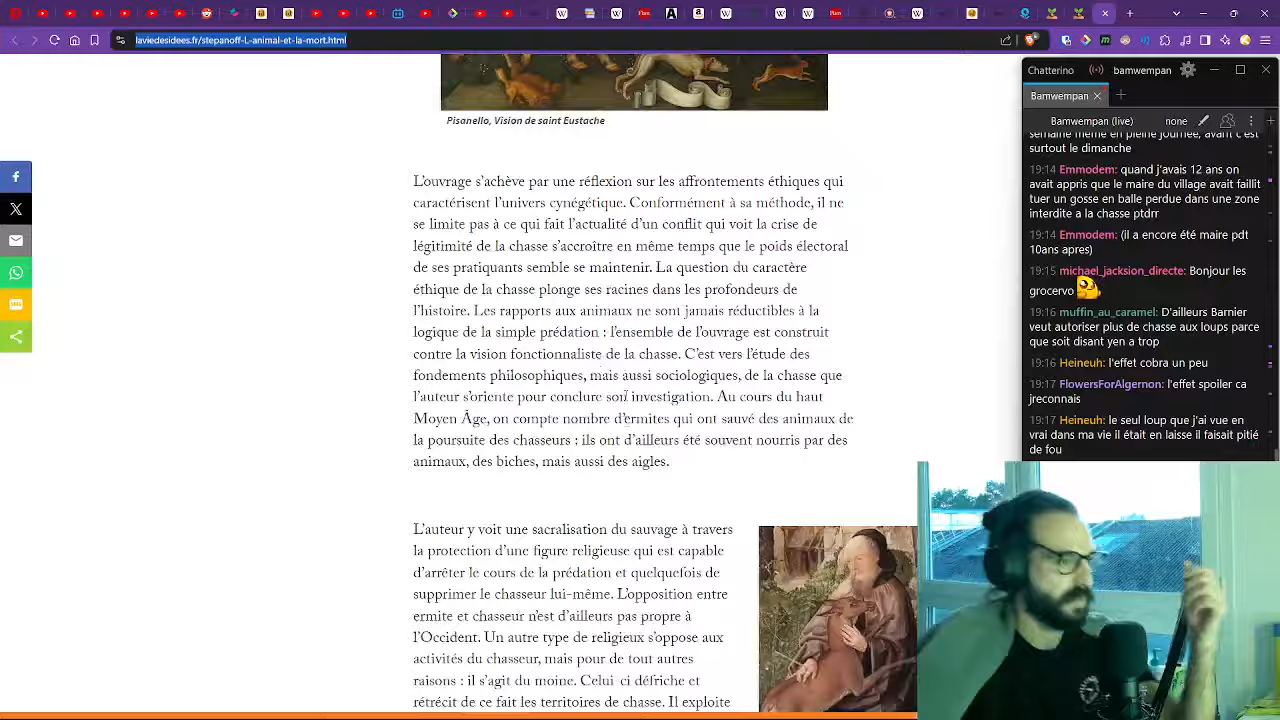 laviedesidees.fr/stepanoff-L-animal-et-la-mort.html
Pisanello, Vision de saint Eustache
L'ouvrage s'achève par une réflexion sur les affrontements éthiques qui
caractérisent l'univers cynégétique. Conformément à sa méthode, il ne
se limite pas à ce qui fait l'actualité d'un conflit qui voit la crise de
légitimité de la chasse s'accroître en même temps que le poids électoral
de ses pratiquants semble se maintenir. La question du caractère
éthique de la chasse plonge ses racines dans les profondeurs de
l'histoire. Les rapports aux animaux ne sont jamais réductibles à la
logique de la simple prédation : l'ensemble de l'ouvrage est construit
contre la vision fonctionnaliste de la chasse. C'est vers l'étude des
fondements philosophiques, mais aussi sociologiques, de la chasse que
l'auteur s'oriente pour conclure son investigation. Au cours du haut
Moyen Âge, on compte nombre d'ermites qui ont sauvé des animaux de
la poursuite des chasseurs ; ils ont d'ailleurs été souvent nourris par des
animaux, des biches, mais aussi des aigles.
L'auteur y voit une sacralisation du sauvage à travers
la protection d'une figure religieuse qui est capable
d'arrêter le cours de la prédation et quelquefois de
supprimer le chasseur lui-même. L'opposition entre
ermite et chasseur n'est d'ailleurs pas propre à
l'Occident. Un autre type de religieux s'oppose aux
activités du chasseur, mais pour de tout autres
raisons : il s'agit du moine. Celui-ci défriche et
rétrécit de ce fait les territoires de chasse. Il exploite
Chatterino bamwempan
Bamwempan
Bamwempan (live) none
semaine même en pleine journée, avant c'est
surtout le dimanche
19:14 Emmodem: quand j'avais 12 ans on
avait appris que le maire du village avait faillit
tuer un gosse en balle perdue dans une zone
interdite a la chasse ptdrr
19:14 Emmodem: (il a encore été maire pdt
10ans apres)
19:15 michael_jacksion_directe: Bonjour les
grocervo
19:16 muffin_au_caramel: D'ailleurs Barnier
veut autoriser plus de chasse aux loups parce
que soit disant yen a trop
19:16 Heineuh: l'effet cobra un peu
19:17 FlowersForAlgernon: l'effet spoiler ca
jreconnais
19:17 Heineuh: le seul loup que j'ai vue en
vrai dans ma vie il était en laisse il faisait pitié
de fou